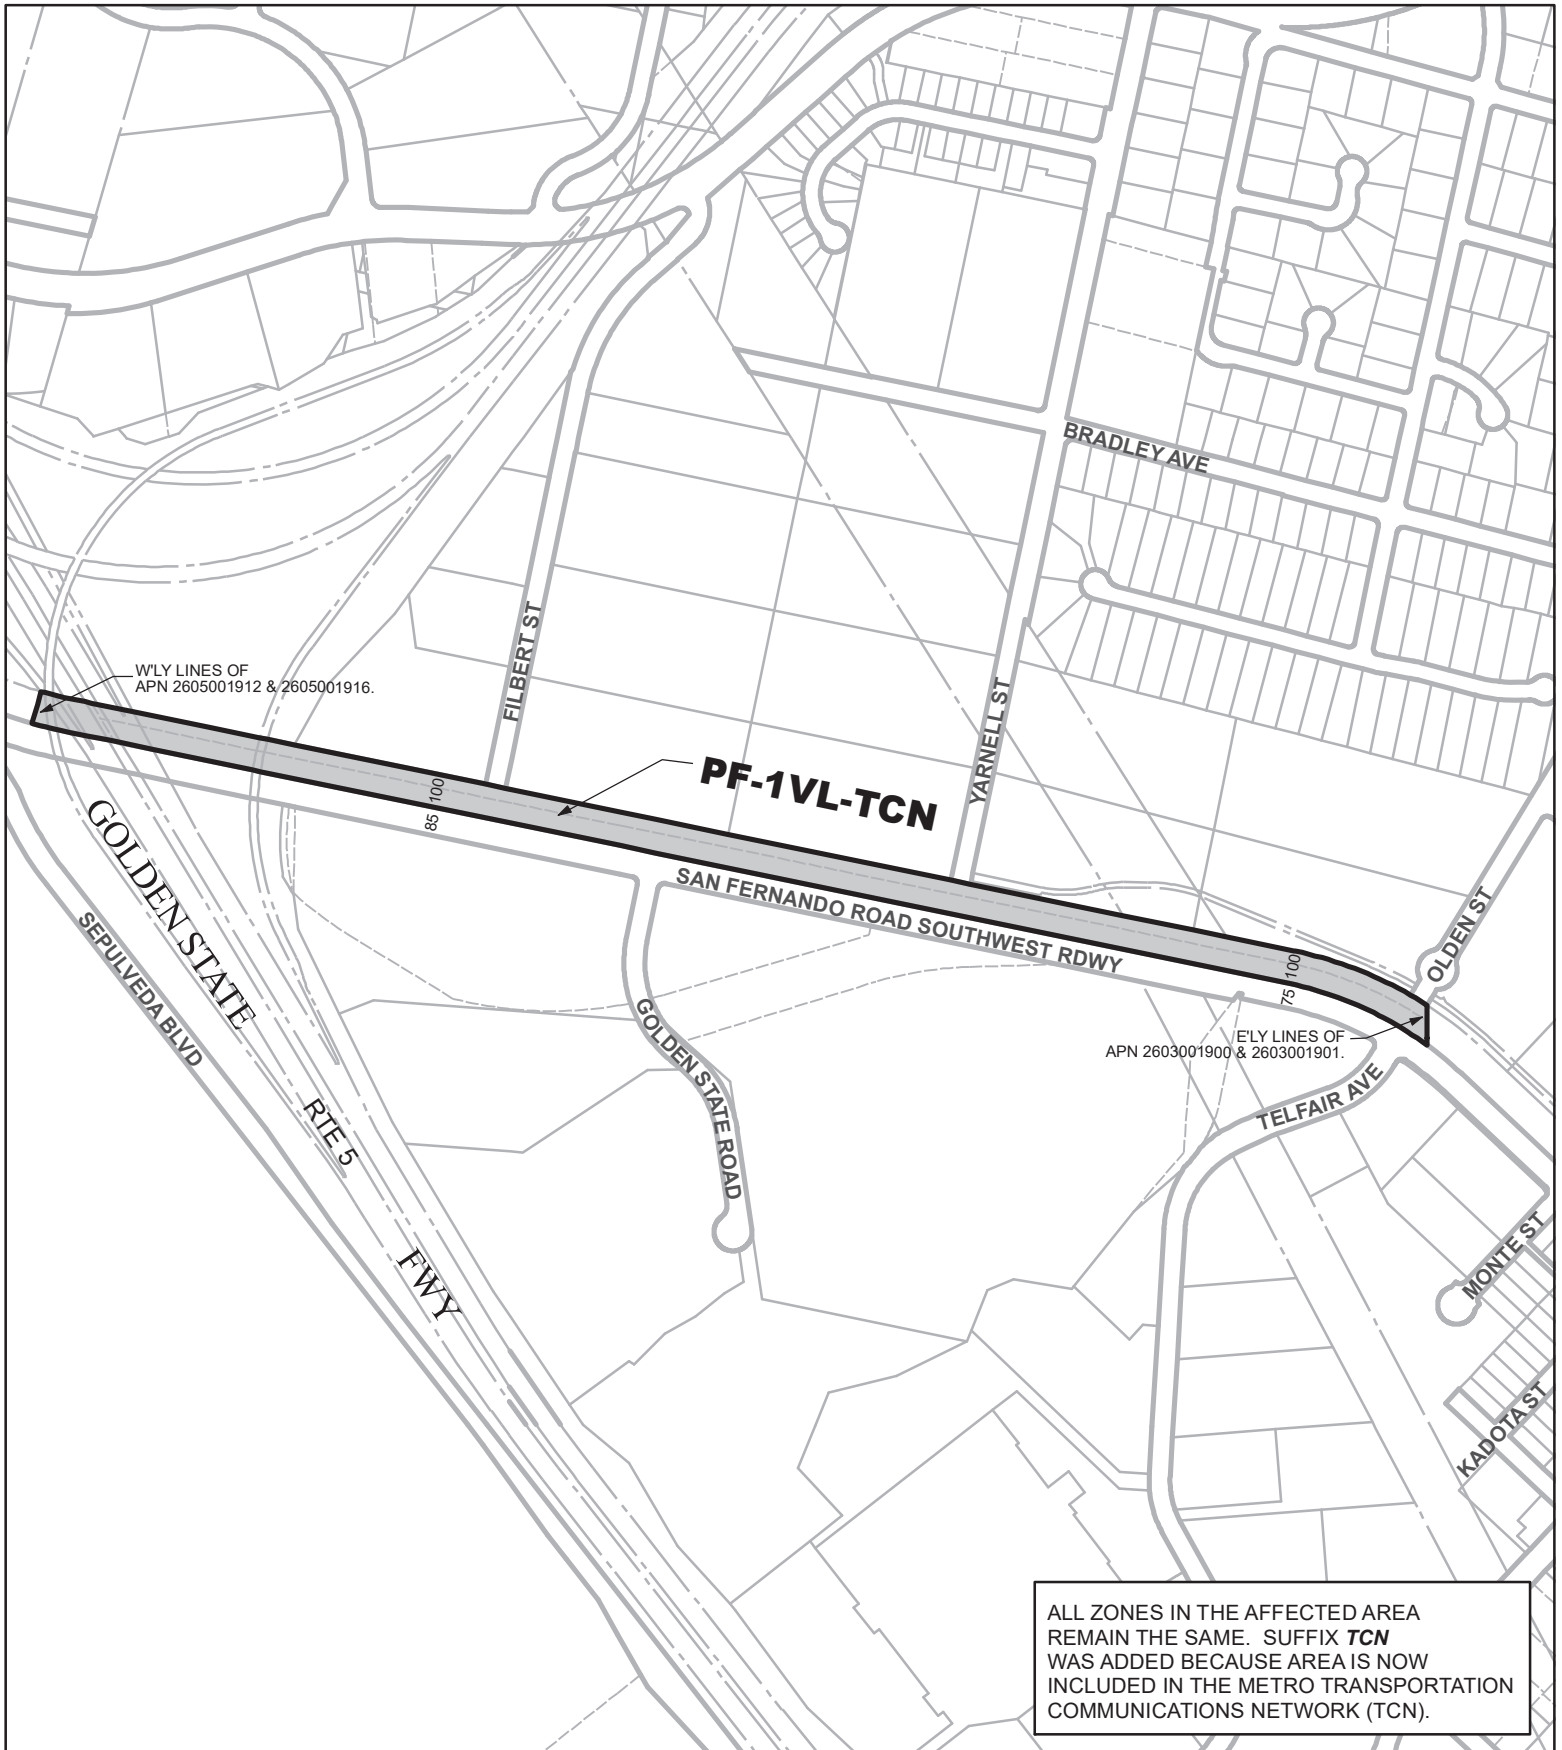 BRADLEY AVE
FILBERT ST
W'LY LINES OF
APN 2605001912 & 2605001916.
YARNELL ST
PF-1VL-TCN
85 100
GOLDEN STATE
SAN FERNANDO ROAD SOUTHWEST RDWY
OLDEN ST
SEPULVEDA BLVD
75 100
GOLDEN STATE ROAD
E'LY LINES OF
APN 2603001900 & 2603001901.
TELFAIR AVE
RTE 5
FWY
MONTE ST
KADOTA ST
ALL ZONES IN THE AFFECTED AREA
REMAIN THE SAME. SUFFIX TCN
WAS ADDED BECAUSE AREA IS NOW
INCLUDED IN THE METRO TRANSPORTATION
COMMUNICATIONS NETWORK (TCN).